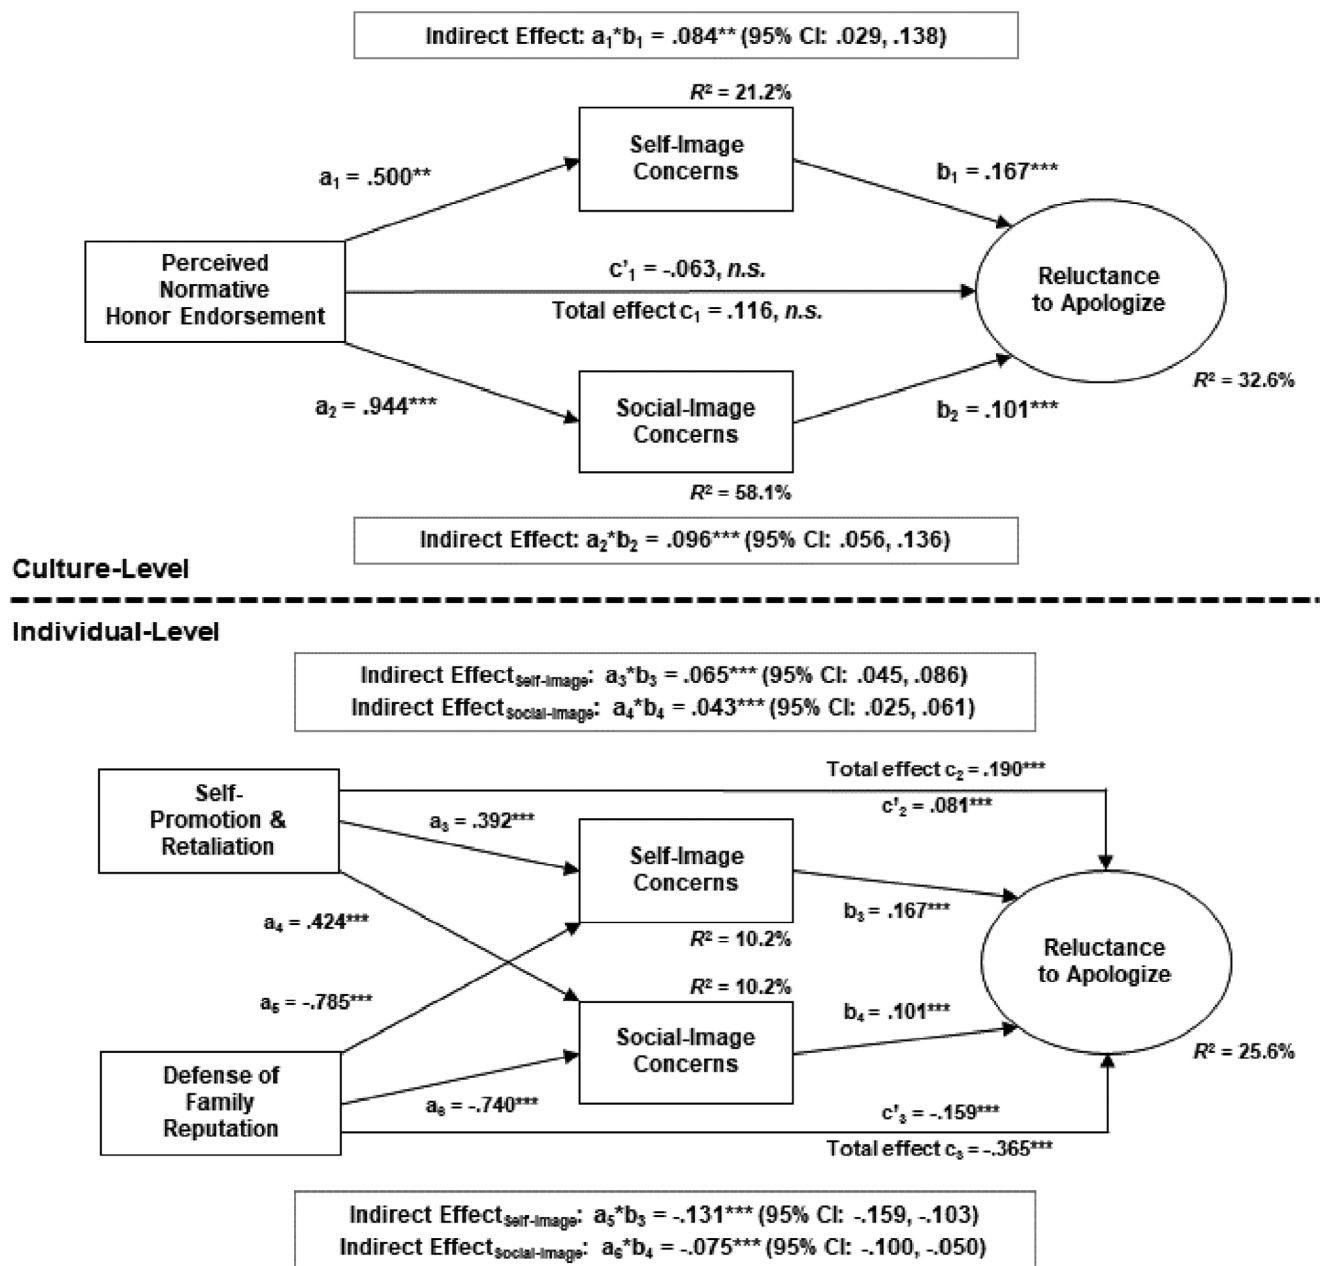 Indirect Effect: a₁*b₁ = .084** (95% CI: .029, .138)
R² = 21.2%
Self-Image
Concerns
a₁ = .500**
b₁ = .167***
Perceived
Normative
Honor Endorsement
c'₁ = -.063, n.s.
Total effect c₁ = .116, n.s.
Reluctance
to Apologize
R² = 32.6%
a₂ = .944***
Social-Image
Concerns
b₂ = .101***
R² = 58.1%
Indirect Effect: a₂*b₂ = .096*** (95% CI: .056, .136)
Culture-Level
Individual-Level
Indirect EffectSelf-Image: a₃*b₃ = .065*** (95% CI: .045, .086)
Indirect EffectSocial-Image: a₄*b₄ = .043*** (95% CI: .025, .061)
Total effect c₂ = .190***
c'₂ = .081***
Self-
Promotion &
Retaliation
a₃ = .392***
Self-Image
Concerns
b₃ = .167***
R² = 10.2%
a₄ = .424***
Reluctance
to Apologize
R² = 25.6%
a₅ = -.785***
R² = 10.2%
Social-Image
Concerns
b₄ = .101***
Defense of
Family
Reputation
a₆ = -.740***
c'₃ = -.159***
Total effect c₃ = -.365***
Indirect EffectSelf-Image: a₅*b₃ = -.131*** (95% CI: -.159, -.103)
Indirect EffectSocial-Image: a₆*b₄ = -.075*** (95% CI: -.100, -.050)